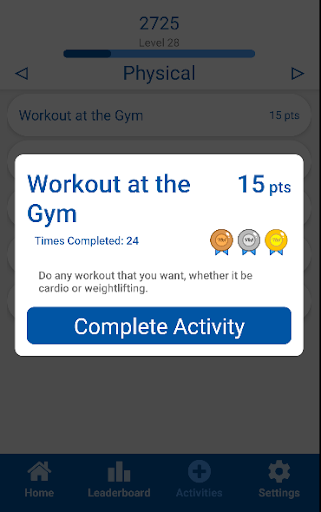 2725
Level 28
Physical
Workout at the Gym
15 pts
Workout at the
Gym
15 pts
Times Completed: 24
Do any workout that you want, whether it be
cardio or weightlifting.
Complete Activity
Home
Leaderboard
Activities
Settings